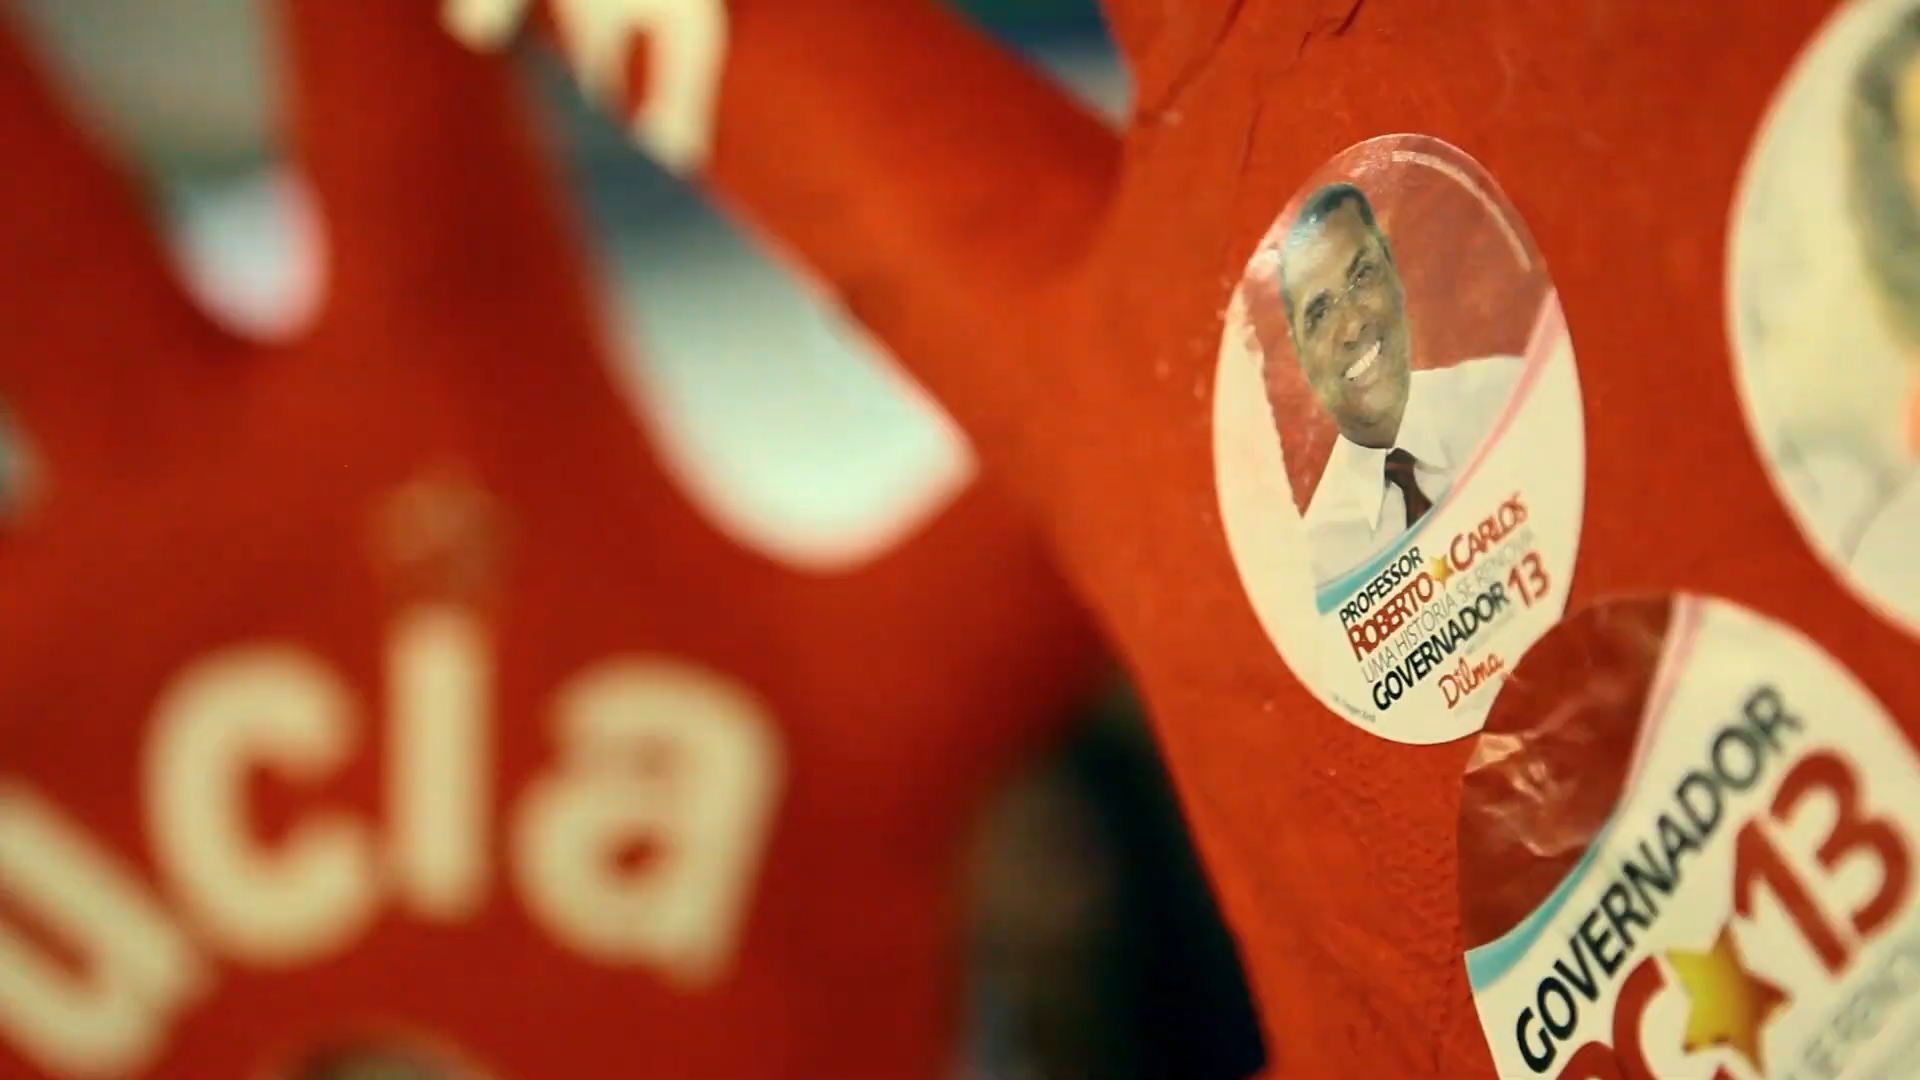 ucia
PROFESSOR
ROBERTO CARLOS
UMA HISTÓRIA SE RENOVA
GOVERNADOR 13
Dilma
GOVERNADOR
13